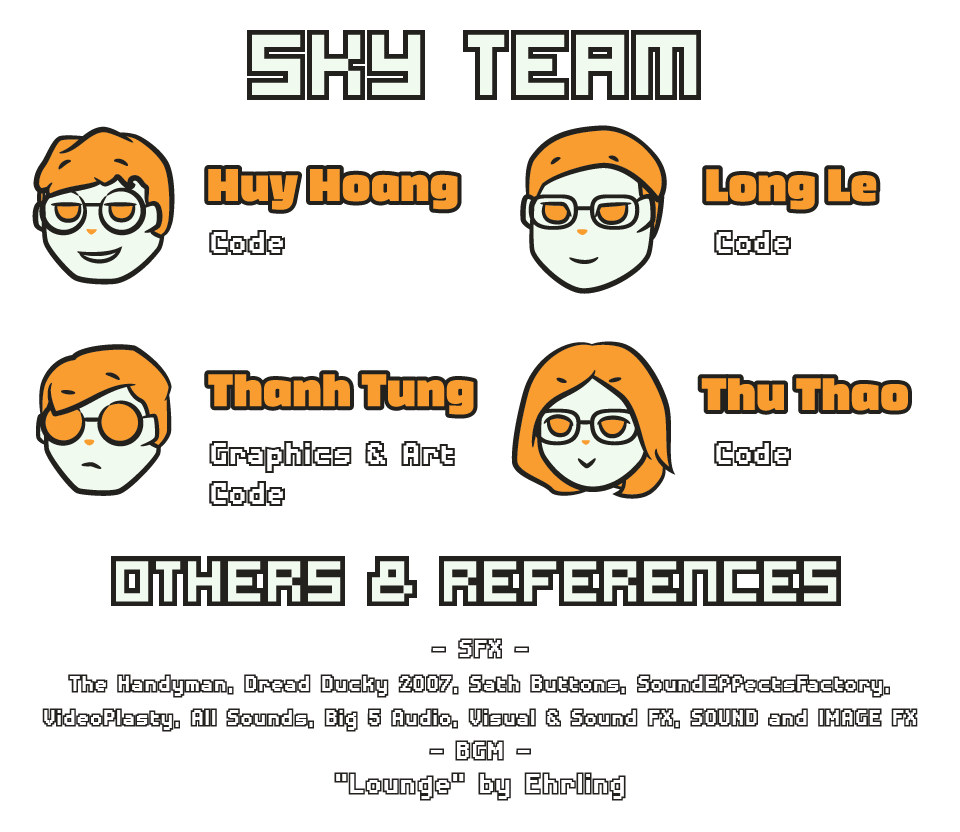 SKY TEAM
Huy Hoang
Code
Long Le
Code
Thanh Tung
Graphics & Art
Code
Thu Thao
Code
OTHERS & REFERENCES
- SFX -
The Handyman, Dread Ducky 2007, Sath Buttons, SoundEffectsFactory,
VideoPlasty, All Sounds, Big 5 Audio, Visual & Sound FX, SOUND and IMAGE FX
- BGM -
"Lounge" by Ehrling